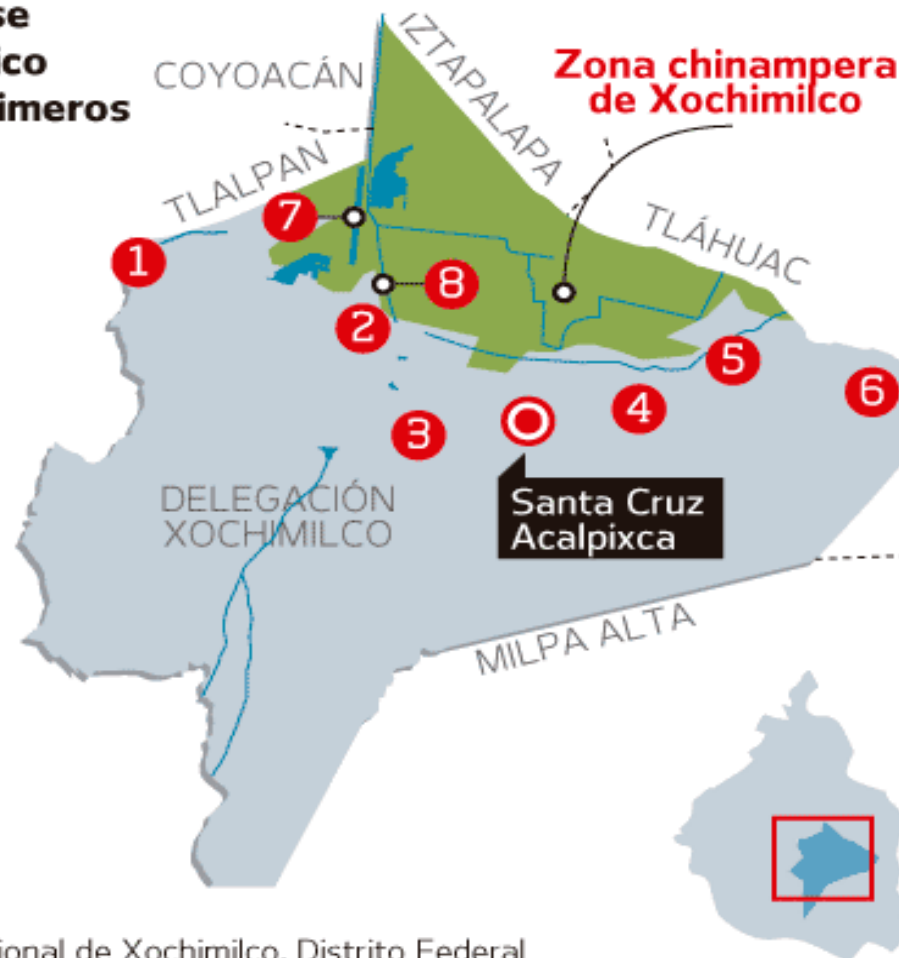 se
ico
imeros
COYOACÁN
IZTAPALAPA
Zona chinampera
de Xochimilco
TLALPAN
TLÁHUAC
7
1
8
2
5
6
4
3
DELEGACIÓN
XOCHIMILCO
Santa Cruz
Acalpixca
MILPA ALTA
ional de Xochimilco, Distrito Federal